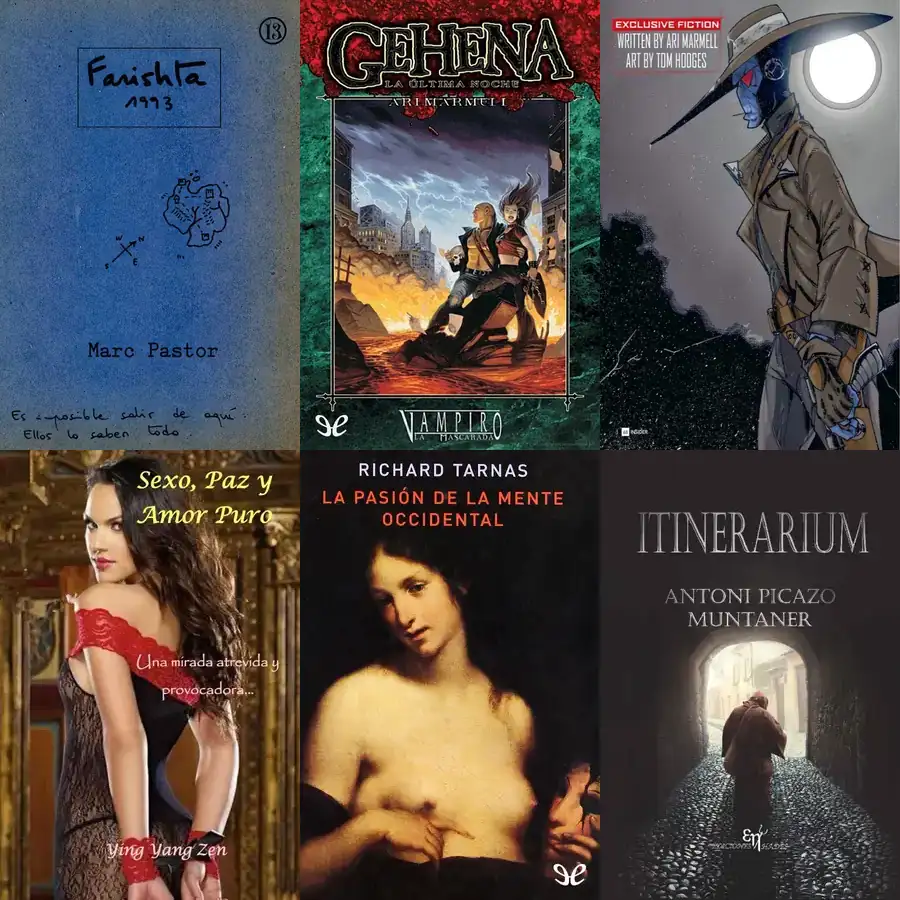 13
Farishta
1993
N
W
S
E
Marc Pastor
Es imposible salir de aquí.
Ellos lo saben todo.
GEHENA
LA ÚLTIMA NOCHE
ARI MARMELL
VAMPIRO
LA MASCARADA
EXCLUSIVE FICTION
WRITTEN BY ARI MARMELL
ART BY TOM HODGES
Sexo, Paz y
Amor Puro
Una mirada atrevida y
provocadora...
Ying Yang Zen
RICHARD TARNAS
LA PASIÓN DE LA MENTE
OCCIDENTAL
ITINERARIUM
ANTONI PICAZO
MUNTANER